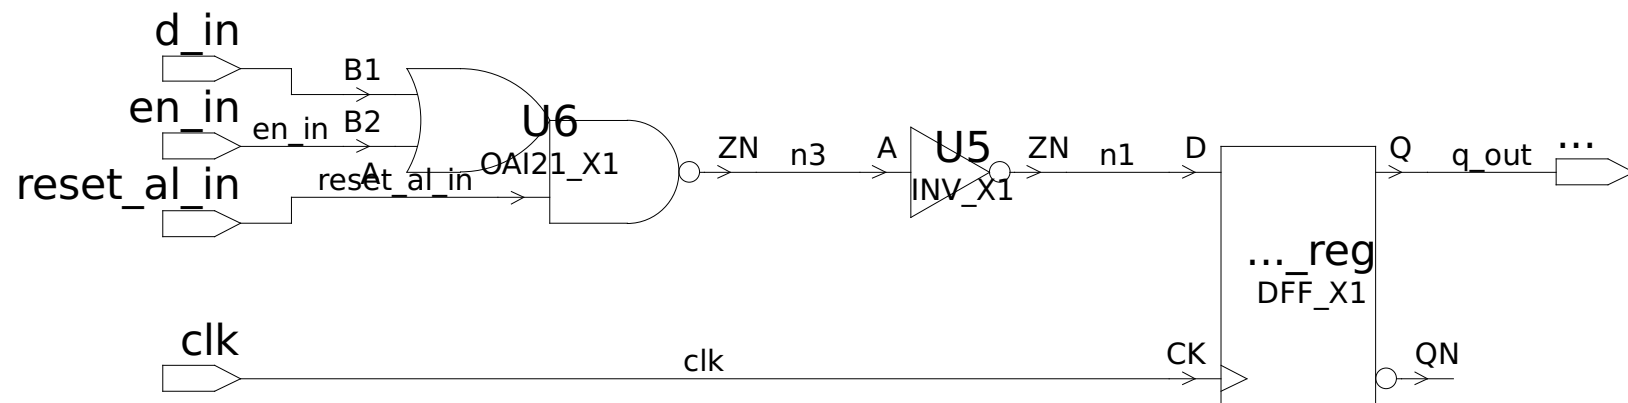 d_in
B1
en_in
en_in
B2
U6
OAI21_X1
A
reset_al_in
reset_al_in
ZN
n3
A
U5
INV_X1
ZN
n1
D
Q
q_out
...
..._reg
DFF_X1
clk
clk
CK
QN